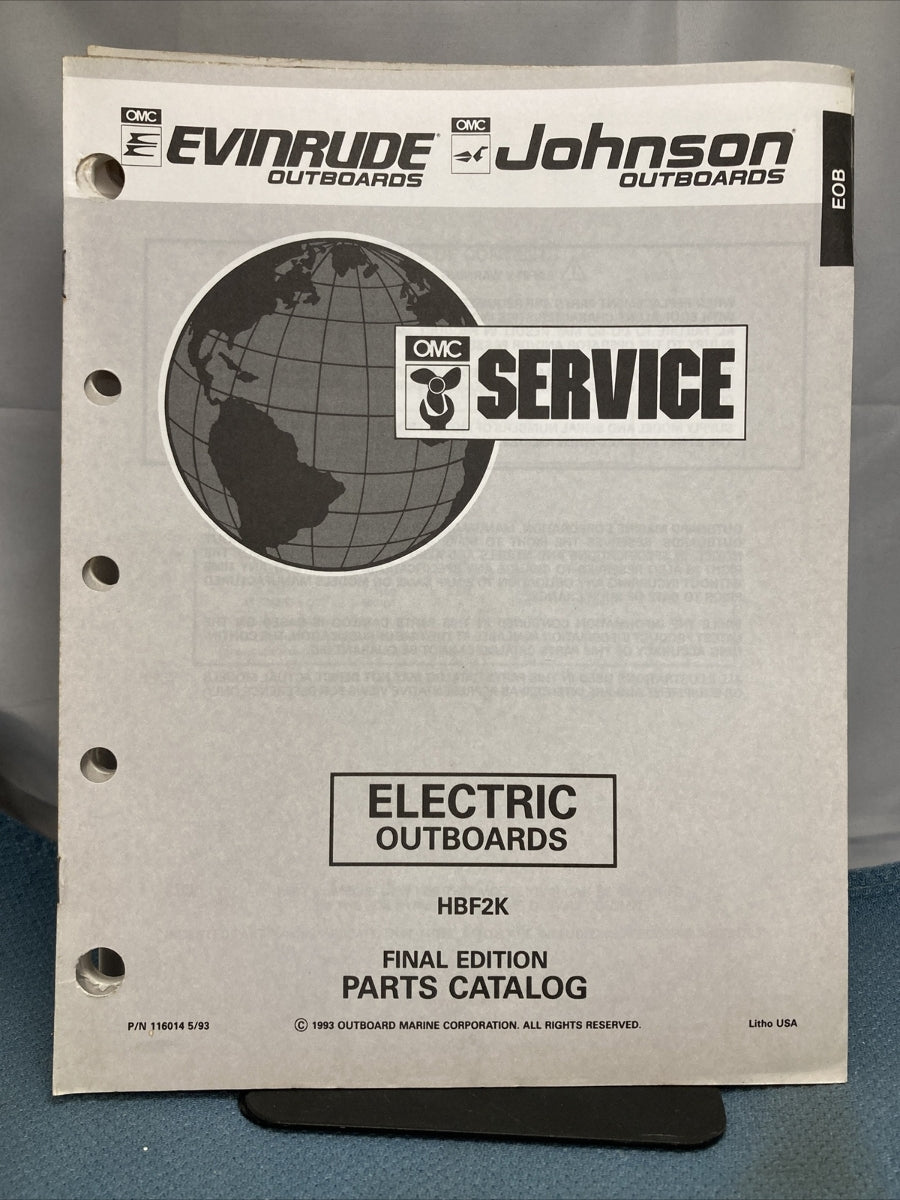 OMC
EVINRUDE®
OUTBOARDS
OMC
Johnson®
OUTBOARDS
EOB
OMC
SERVICE
ELECTRIC
OUTBOARDS
HBF2K
FINAL EDITION
PARTS CATALOG
P/N 116014 5/93
© 1993 OUTBOARD MARINE CORPORATION. ALL RIGHTS RESERVED.
Litho USA